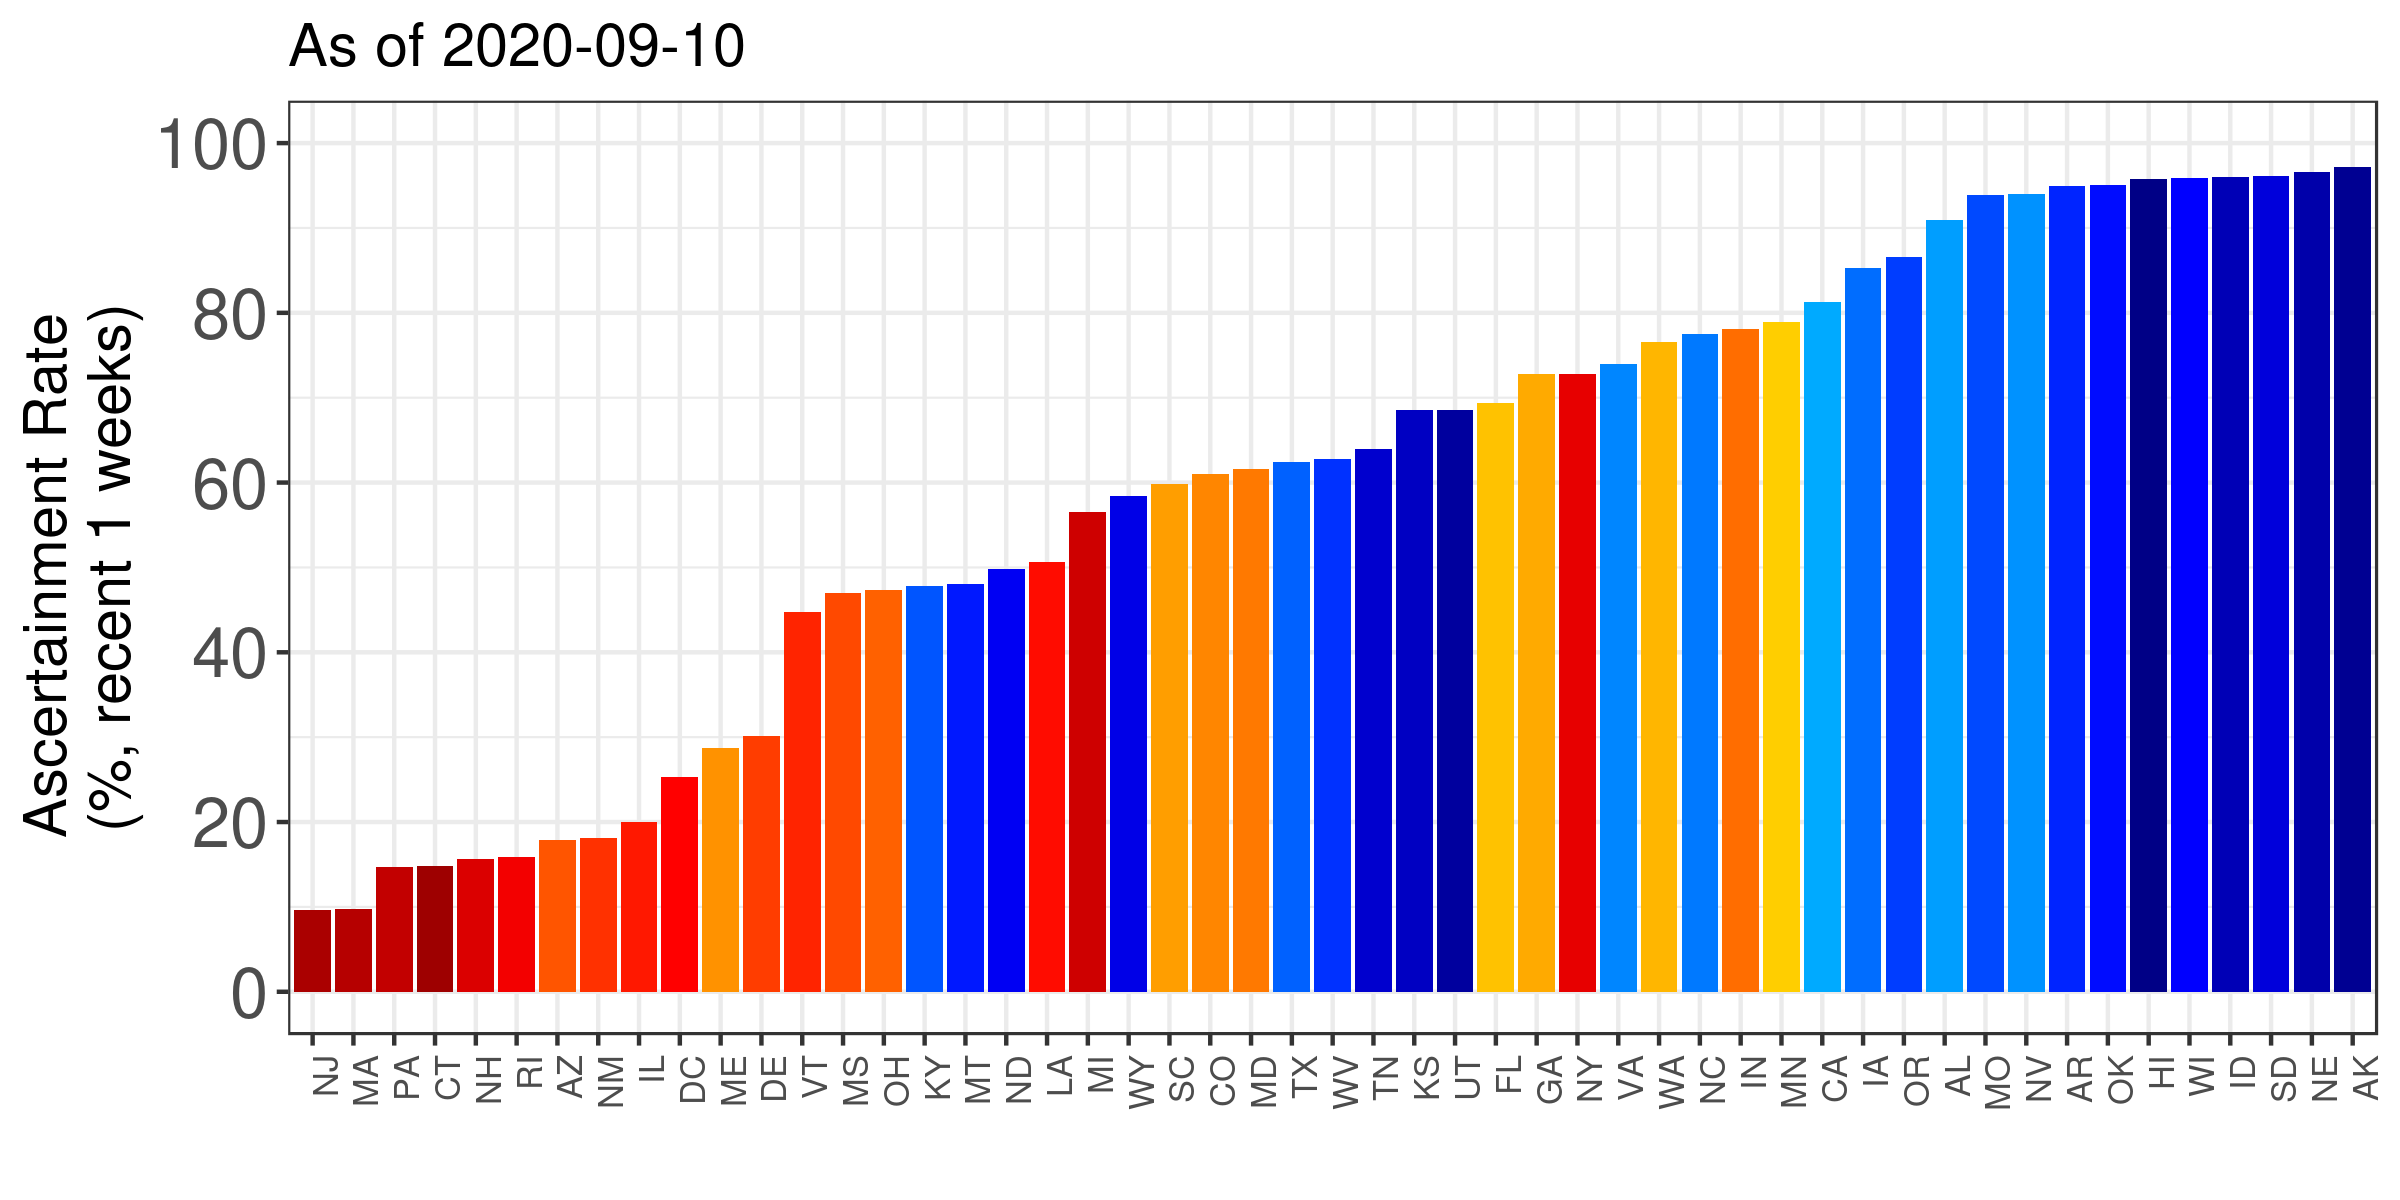 As of 2020-09-10
Ascertainment Rate
(%, recent 1 weeks)
100
80
60
40
20
0
NJ
MA
PA
CT
NH
RI
AZ
NM
IL
DC
ME
DE
VT
MS
OH
KY
MT
ND
LA
MI
WY
SC
CO
MD
TX
WV
TN
KS
UT
FL
GA
NY
VA
WA
NC
IN
MN
CA
IA
OR
AL
MO
NV
AR
OK
HI
WI
ID
SD
NE
AK